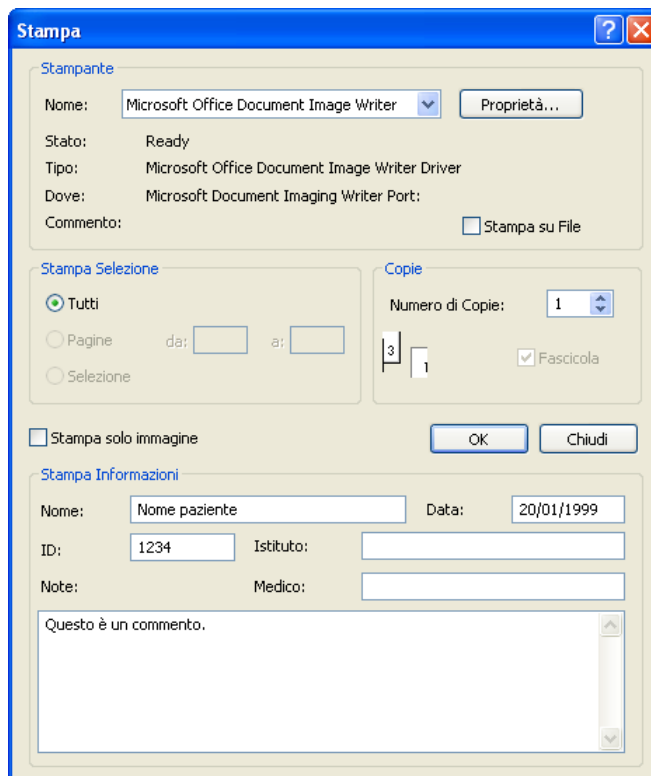 Stampa
Stampante
Nome: Microsoft Office Document Image Writer Proprietà...
Stato: Ready
Tipo: Microsoft Office Document Image Writer Driver
Dove: Microsoft Document Imaging Writer Port:
Commento: Stampa su File
Stampa Selezione Copie
Tutti Numero di Copie: 1
Pagine da: a: 3 1 Fascicola
Selezione
Stampa solo immagine OK Chiudi
Stampa Informazioni
Nome: Nome paziente Data: 20/01/1999
ID: 1234 Istituto:
Note: Medico:
Questo è un commento.